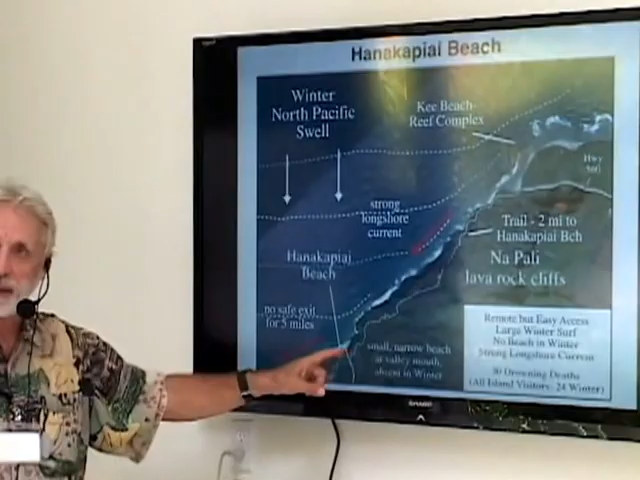 Hanakapiai Beach
Winter
North Pacific
Swell
Kee Beach-
Reef Complex
Hwy
strong
longshore
current
Trail - 2 mi to
Hanakapiai Bch
Hanakapiai
Beach
Na Pali
lava rock cliffs
no safe exit
for 5 miles
small, narrow beach
at valley mouth,
absent in Winter
Remote but Easy Access
Large Winter Surf
No Beach in Winter
Strong Longshore Current
30 Drowning Deaths
(All Island Visitors: 24 Winter)
SHARP